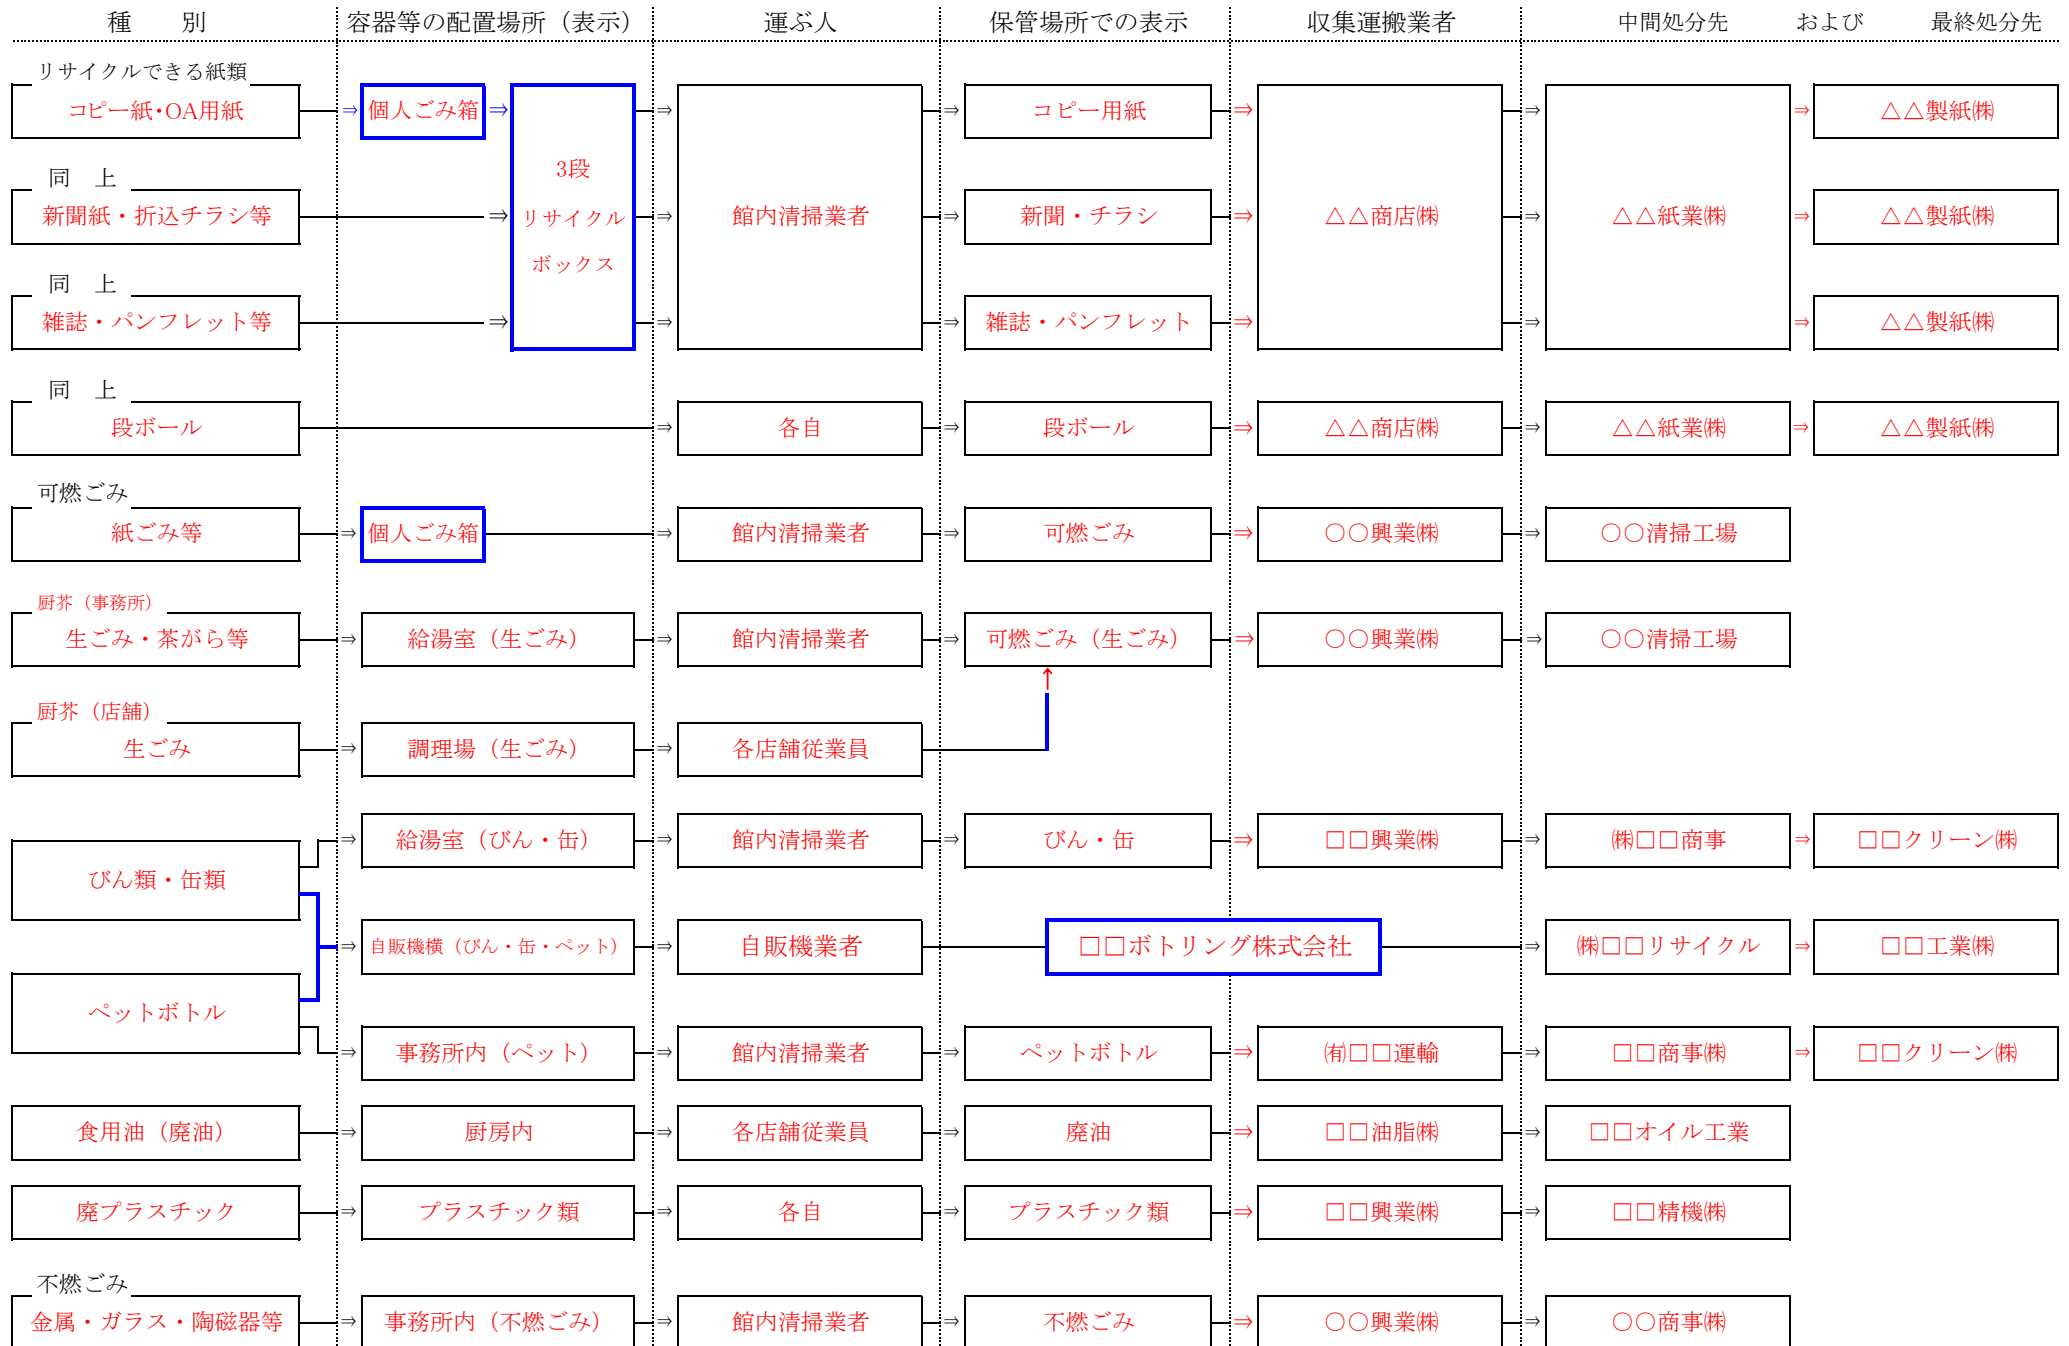 種　　別　容器等の配置場所（表示）　運ぶ人　保管場所での表示　収集運搬業者　中間処分先　および　最終処分先
リサイクルできる紙類
コピー紙・OA用紙　⇒　個人ごみ箱　⇒　⇒　⇒　コピー用紙　⇒　⇒　⇒　△△製紙㈱
3段
同　上
新聞紙・折込チラシ等　⇒　リサイクル　⇒　館内清掃業者　⇒　新聞・チラシ　⇒　△△商店㈱　⇒　△△紙業㈱　⇒　△△製紙㈱
ボックス
同　上
雑誌・パンフレット等　⇒　⇒　⇒　雑誌・パンフレット　⇒　⇒　⇒　△△製紙㈱
同　上
段ボール　⇒　各自　⇒　段ボール　⇒　△△商店㈱　⇒　△△紙業㈱　⇒　△△製紙㈱
可燃ごみ
紙ごみ等　⇒　個人ごみ箱　⇒　館内清掃業者　⇒　可燃ごみ　⇒　○○興業㈱　⇒　○○清掃工場
厨芥（事務所）
生ごみ・茶がら等　⇒　給湯室（生ごみ）　⇒　館内清掃業者　⇒　可燃ごみ（生ごみ）　⇒　○○興業㈱　⇒　○○清掃工場
↑
厨芥（店舗）
生ごみ　⇒　調理場（生ごみ）　⇒　各店舗従業員
⇒　給湯室（びん・缶）　⇒　館内清掃業者　⇒　びん・缶　⇒　□□興業㈱　⇒　㈱□□商事　⇒　□□クリーン㈱
びん類・缶類
⇒　自販機横（びん・缶・ペット）　⇒　自販機業者　□□ボトリング株式会社　⇒　㈱□□リサイクル　⇒　□□工業㈱
ペットボトル
⇒　事務所内（ペット）　⇒　館内清掃業者　⇒　ペットボトル　⇒　㈲□□運輸　⇒　□□商事㈱　⇒　□□クリーン㈱
食用油（廃油）　⇒　厨房内　⇒　各店舗従業員　⇒　廃油　⇒　□□油脂㈱　⇒　□□オイル工業
廃プラスチック　⇒　プラスチック類　⇒　各自　⇒　プラスチック類　⇒　□□興業㈱　⇒　□□精機㈱
不燃ごみ
金属・ガラス・陶磁器等　⇒　事務所内（不燃ごみ）　⇒　館内清掃業者　⇒　不燃ごみ　⇒　○○興業㈱　⇒　○○商事㈱